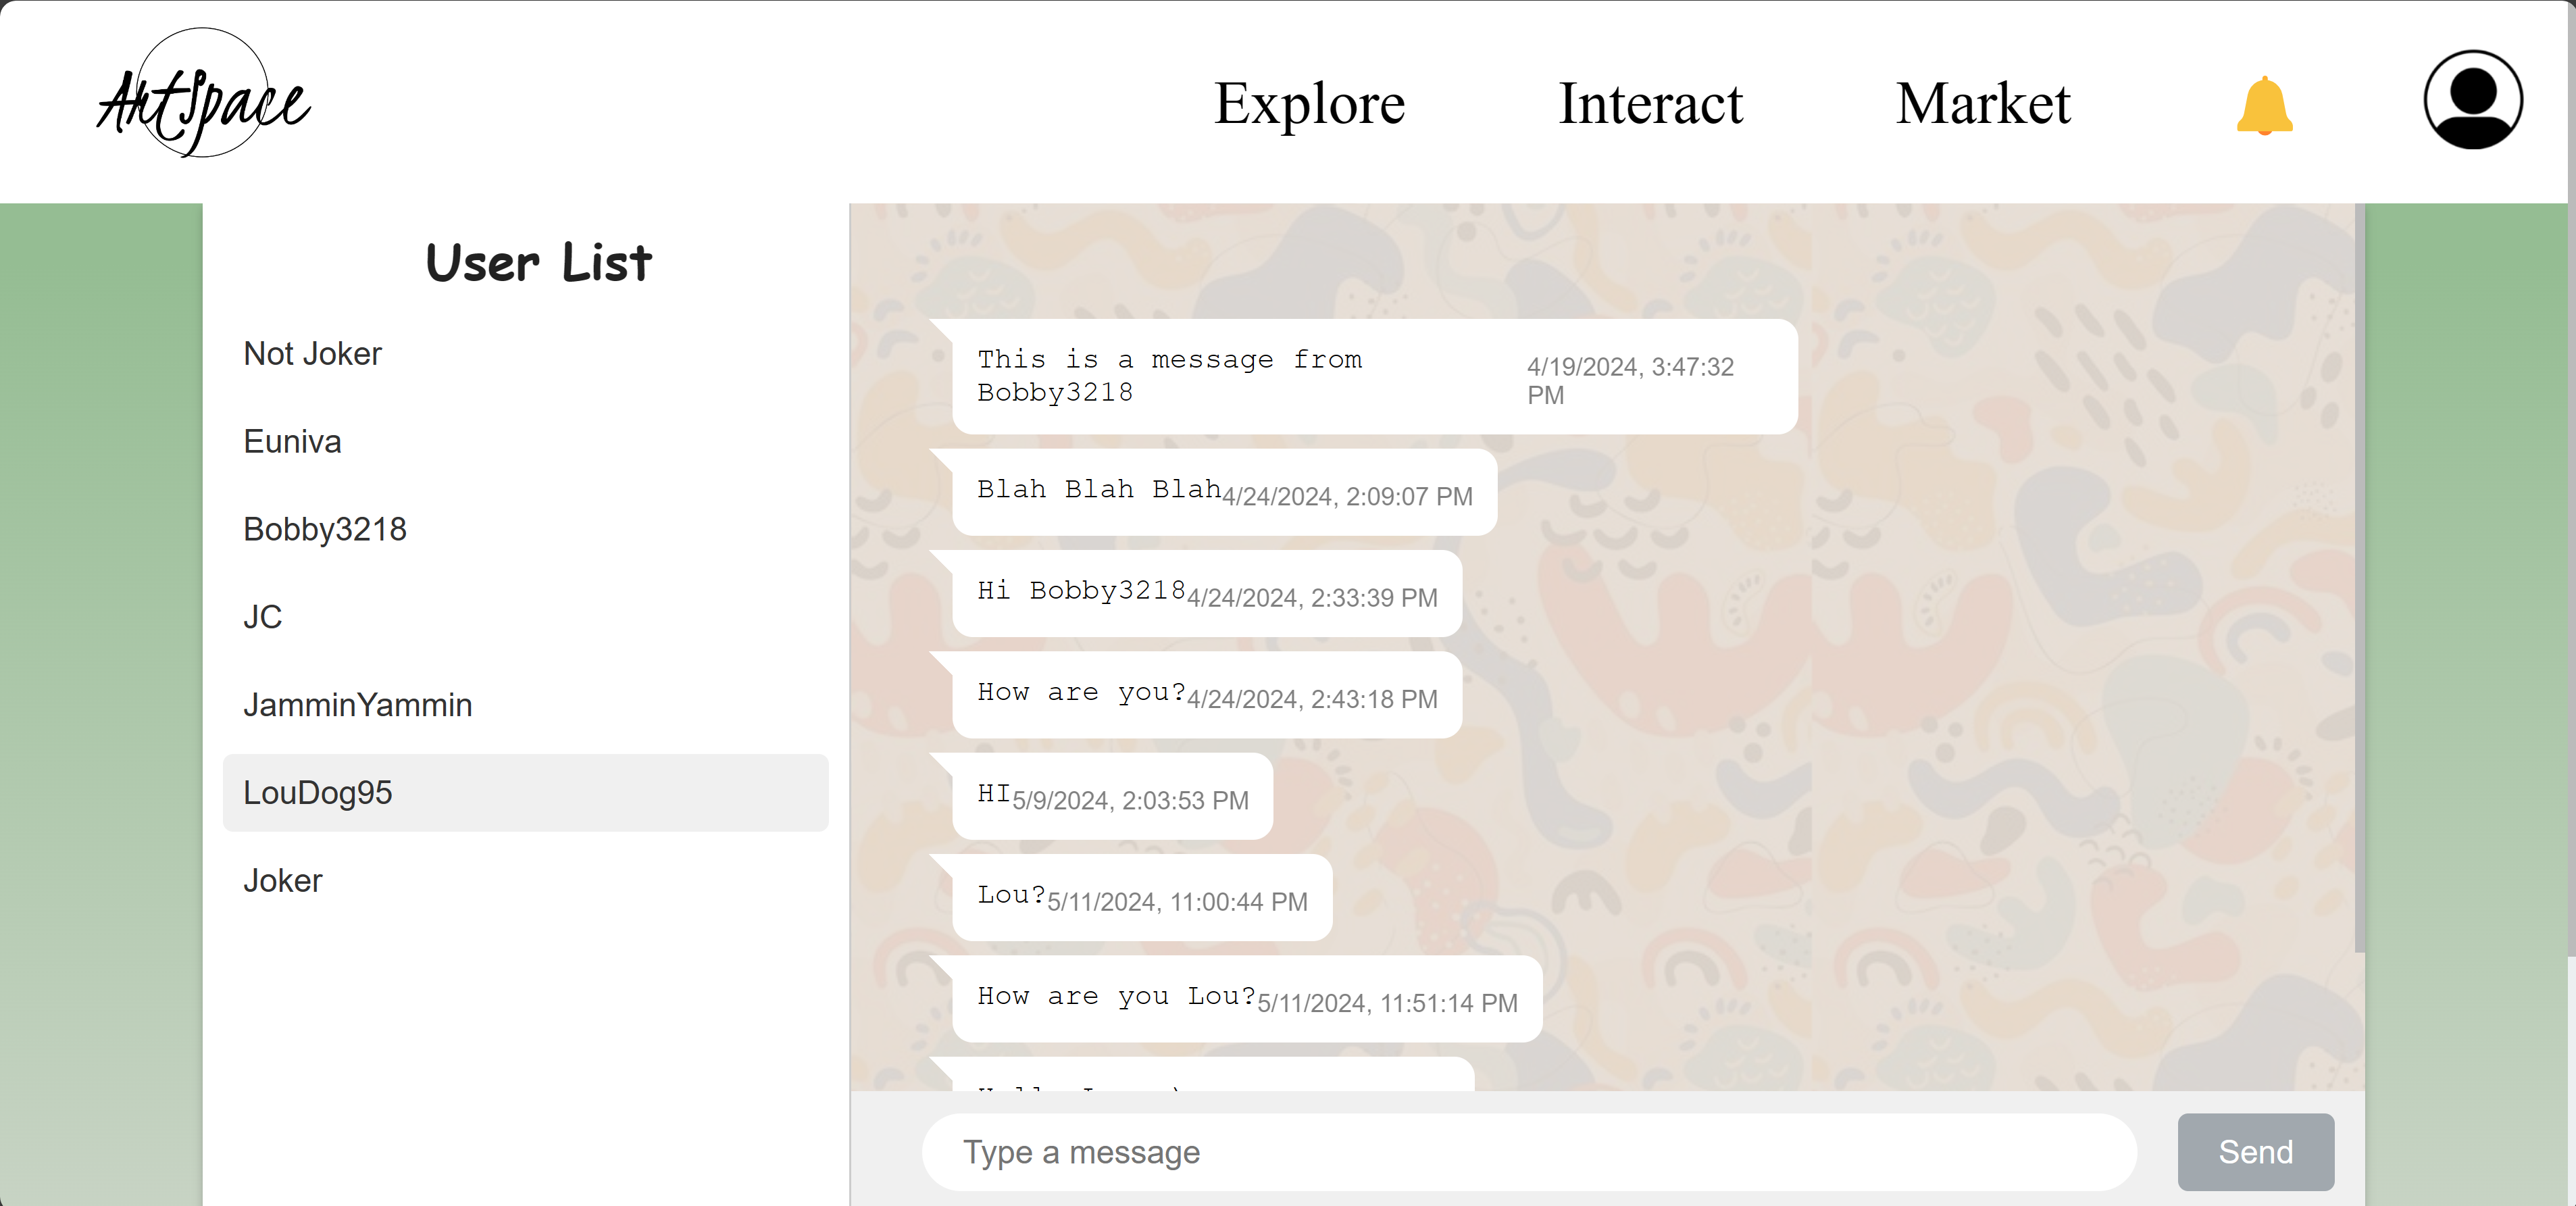 ArtSpace
Explore Interact Market
User List
Not Joker
Euniva
Bobby3218
JC
JamminYammin
LouDog95
Joker
This is a message from
Bobby3218
4/19/2024, 3:47:32
PM
Blah Blah Blah4/24/2024, 2:09:07 PM
Hi Bobby32184/24/2024, 2:33:39 PM
How are you?4/24/2024, 2:43:18 PM
HI5/9/2024, 2:03:53 PM
Lou?5/11/2024, 11:00:44 PM
How are you Lou?5/11/2024, 11:51:14 PM
Type a message
Send